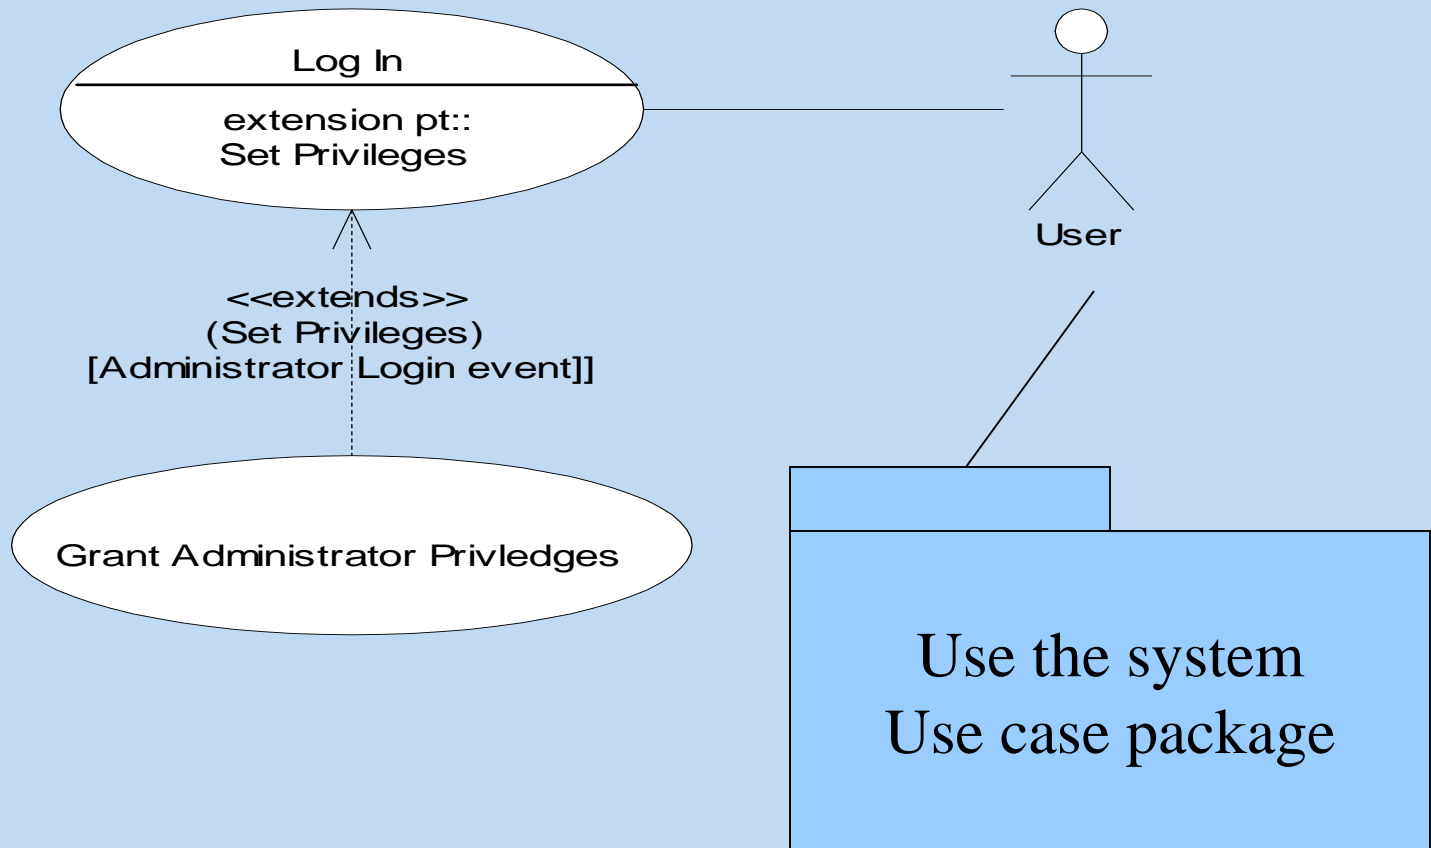 Log In
extension pt::
Set Privileges
User
<<extends>>
(Set Privileges)
[Administrator Login event]]
Grant Administrator Privledges
Use the system
Use case package